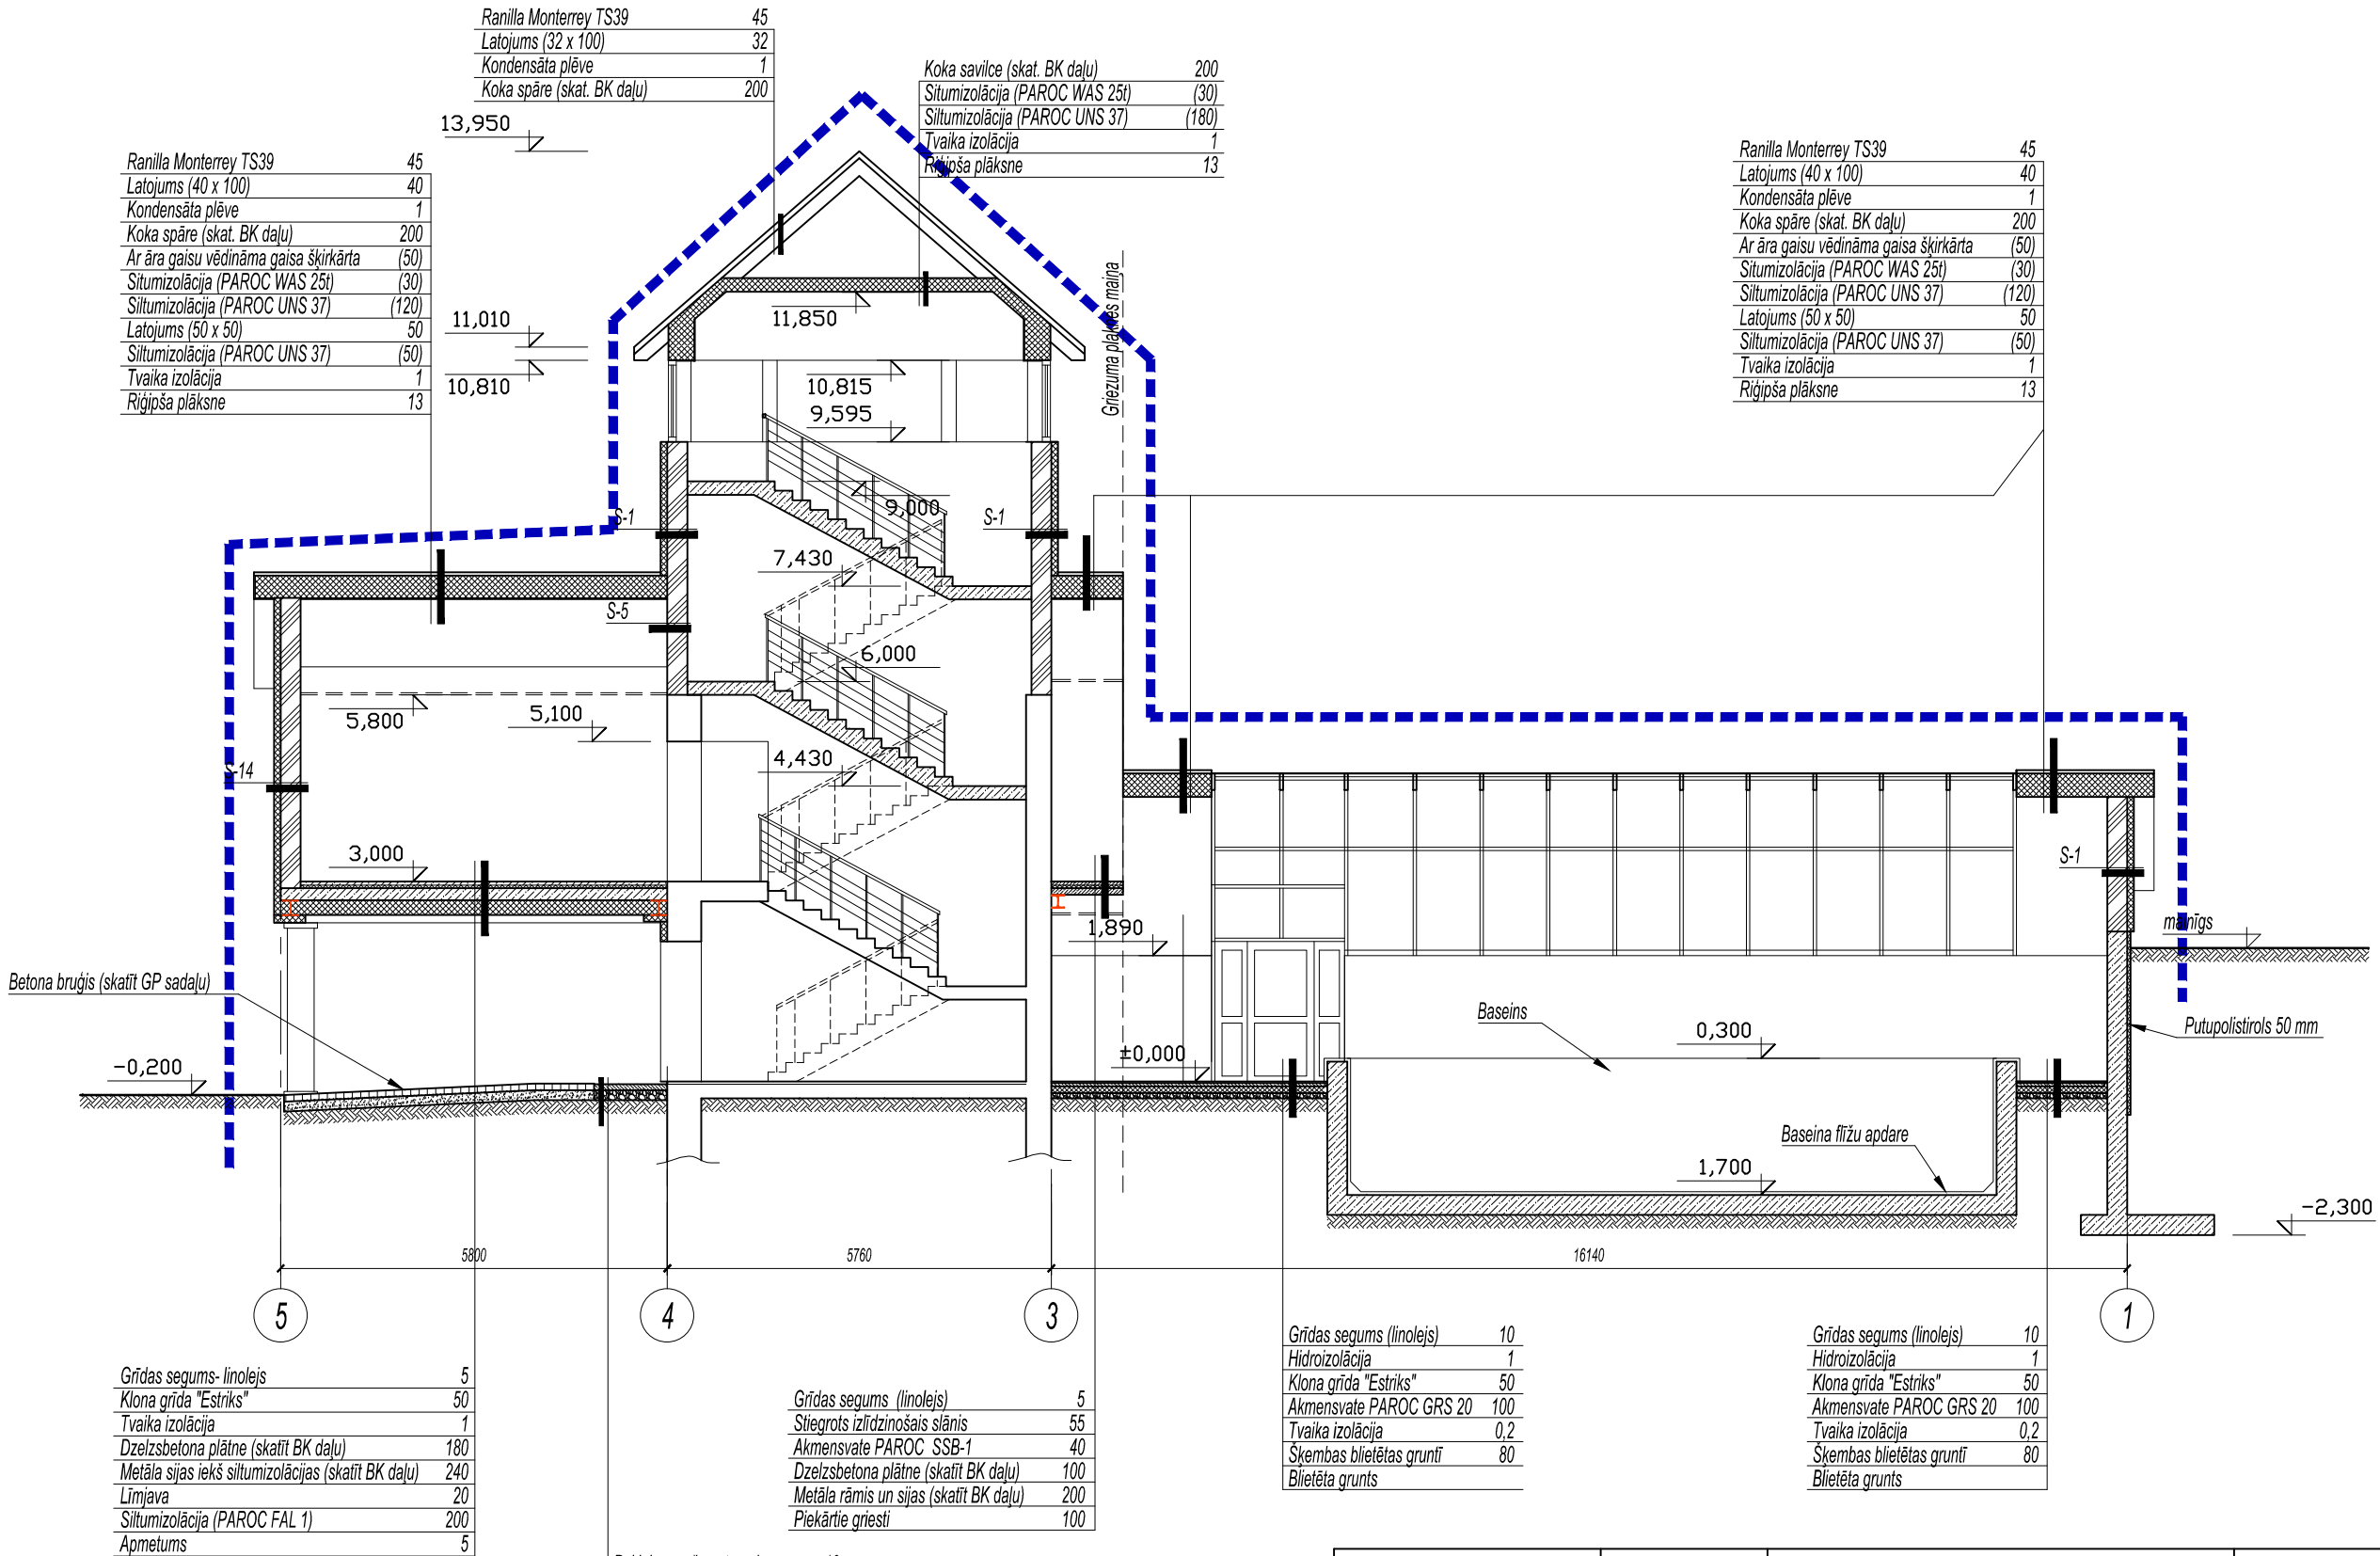 Ranilla Monterrey TS39 45
Latojums (32 x 100) 32
Kondensāta plēve 1
Koka spāre (skat. BK daļu) 200
Koka savilce (skat. BK daļu) 200
Situmizolācija (PAROC WAS 25t) (30)
Siltumizolācija (PAROC UNS 37) (180)
Tvaika izolācija 1
Riģipša plāksne 13
Ranilla Monterrey TS39 45
Latojums (40 x 100) 40
Kondensāta plēve 1
Koka spāre (skat. BK daļu) 200
Ar āra gaisu vēdināma gaisa šķirkārta (50)
Situmizolācija (PAROC WAS 25t) (30)
Siltumizolācija (PAROC UNS 37) (120)
Latojums (50 x 50) 50
Siltumizolācija (PAROC UNS 37) (50)
Tvaika izolācija 1
Riģipša plāksne 13
Ranilla Monterrey TS39 45
Latojums (40 x 100) 40
Kondensāta plēve 1
Koka spāre (skat. BK daļu) 200
Ar āra gaisu vēdināma gaisa šķirkārta (50)
Situmizolācija (PAROC WAS 25t) (30)
Siltumizolācija (PAROC UNS 37) (120)
Latojums (50 x 50) 50
Siltumizolācija (PAROC UNS 37) (50)
Tvaika izolācija 1
Riģipša plāksne 13
13,950
11,010
10,810
11,850
10,815
9,595
Griezuma plaknes maiņa
9,000
S-1
S-1
7,430
S-5
6,000
5,800
5,100
4,430
S-14
3,000
S-1
1,890
mainīgs
Betona bruģis (skatīt GP sadaļu)
Baseins
0,300
Putupolistirols 50 mm
±0,000
-0,200
Baseina flīžu apdare
1,700
-2,300
5800
5760
16140
5
4
3
1
Grīdas segums- linolejs 5
Klona grīda "Estriks" 50
Tvaika izolācija 1
Dzelzsbetona plātne (skatīt BK daļu) 180
Metāla sijas iekš siltumizolācijas (skatīt BK daļu) 240
Līmjava 20
Siltumizolācija (PAROC FAL 1) 200
Apmetums 5
Grīdas segums (linolejs) 5
Stiegrots izlīdzinošais slānis 55
Akmensvate PAROC SSB-1 40
Dzelzsbetona plātne (skatīt BK daļu) 100
Metāla rāmis un sijas (skatīt BK daļu) 200
Piekārtie griesti 100
Grīdas segums (linolejs) 10
Hidroizolācija 1
Klona grīda "Estriks" 50
Akmensvate PAROC GRS 20 100
Tvaika izolācija 0,2
Šķembas blietētas gruntī 80
Blietēta grunts
Grīdas segums (linolejs) 10
Hidroizolācija 1
Klona grīda "Estriks" 50
Akmensvate PAROC GRS 20 100
Tvaika izolācija 0,2
Šķembas blietētas gruntī 80
Blietēta grunts